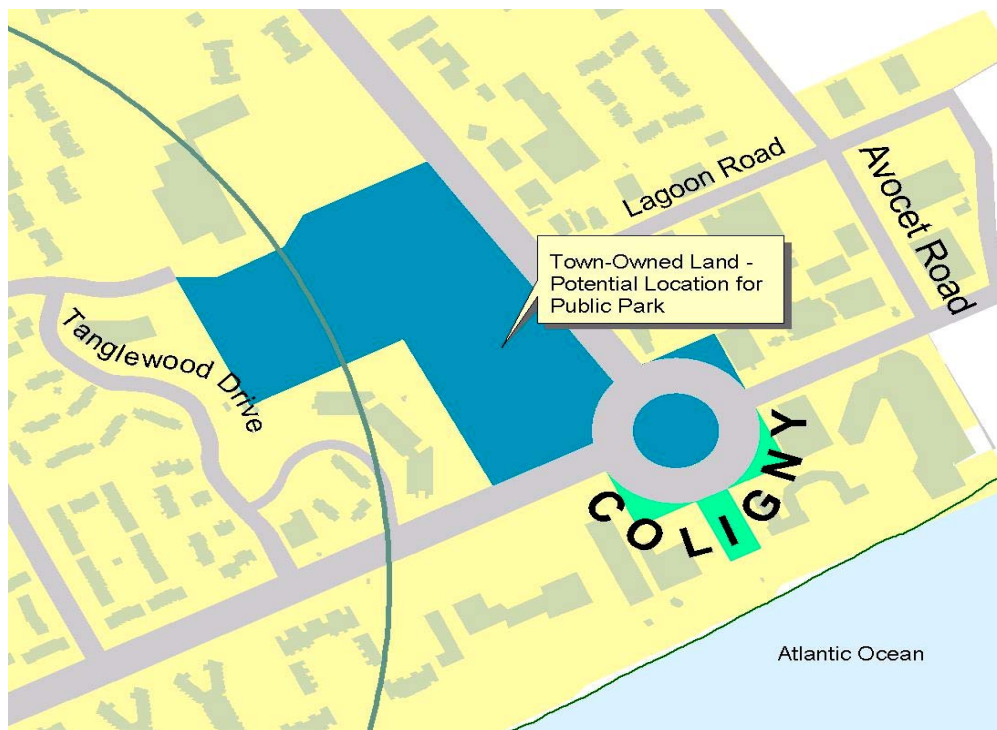 Lagoon Road
Avocet Road
Town-Owned Land -
Potential Location for
Public Park
Tanglewood Drive
COLIGNY
Atlantic Ocean